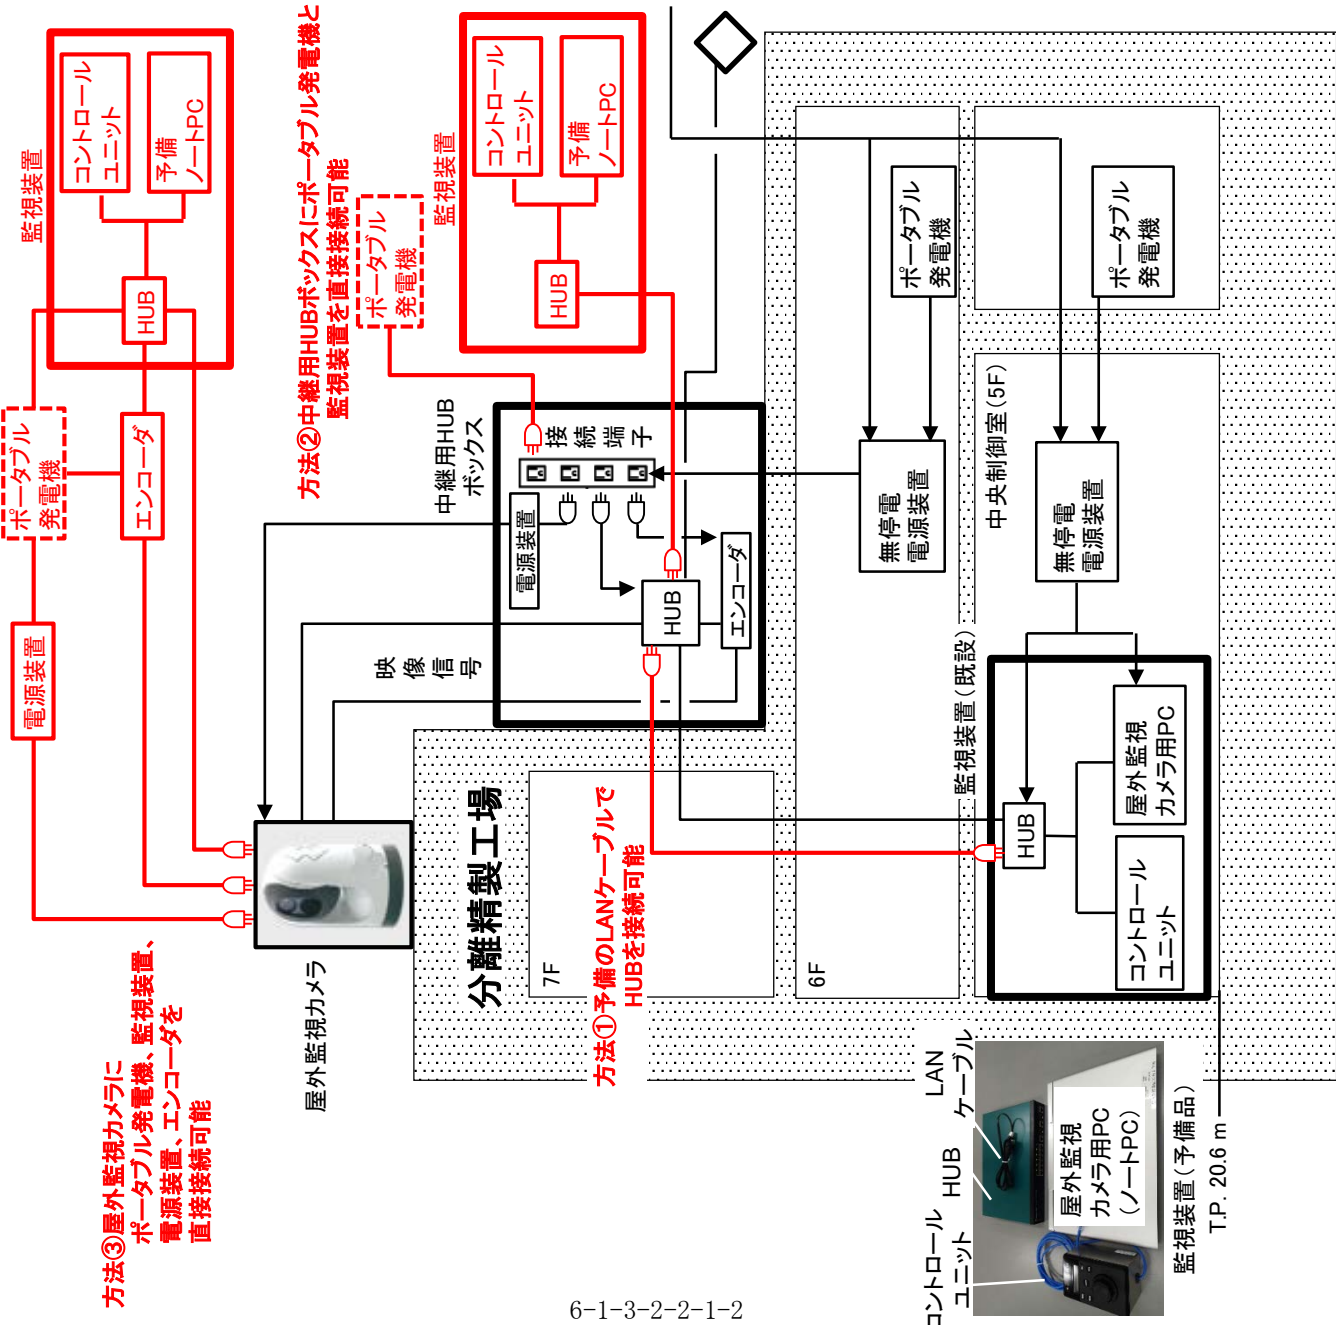 方法③屋外監視カメラに
ポータブル発電機、監視装置、
電源装置、エンコーダを
直接接続可能
電源装置
ポータブル
発電機
エンコーダ
監視装置
HUB
コントロール
ユニット
予備
ノートPC
方法②中継用HUBボックスにポータブル発電機と
監視装置を直接接続可能
ポータブル
発電機
監視装置
HUB
コントロール
ユニット
予備
ノートPC
屋外監視カメラ
映像信号
中継用HUB
ボックス
電源装置
接続端子
HUB
エンコーダ
分離精製工場
7F
方法①予備のLANケーブルで
HUBを接続可能
6F
無停電
電源装置
ポータブル
発電機
中央制御室(5F)
無停電
電源装置
ポータブル
発電機
監視装置(既設)
HUB
屋外監視
カメラ用PC
コントロール
ユニット
コントロール
ユニット
HUB
LAN
ケーブル
屋外監視
カメラ用PC
(ノートPC)
監視装置(予備品)
T.P. 20.6 m
6-1-3-2-2-1-2